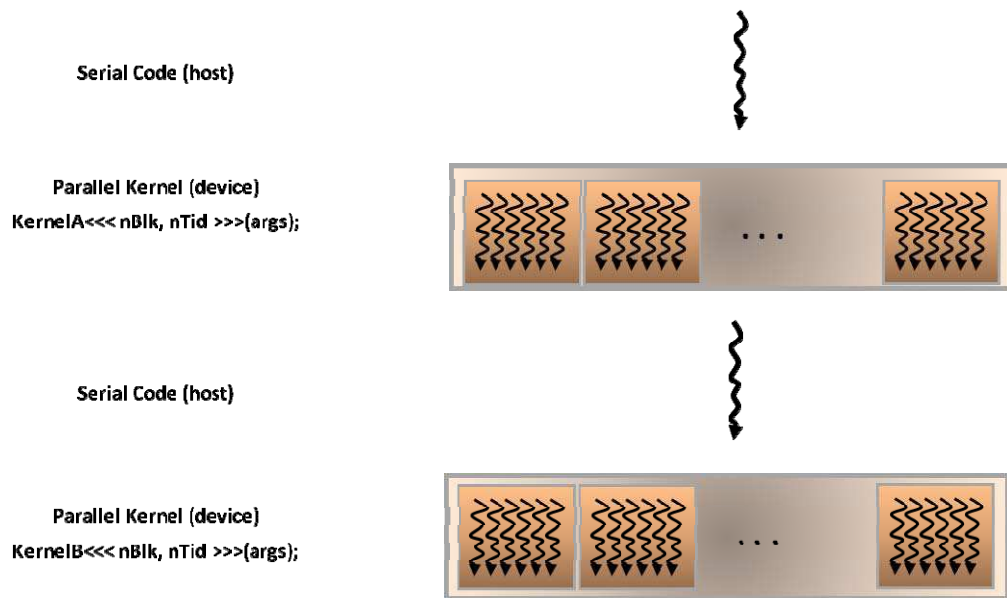 Serial Code (host)
Parallel Kernel (device)
KernelA<<< nBlk, nTid >>>(args);
...
Serial Code (host)
Parallel Kernel (device)
KernelB<<< nBlk, nTid >>>(args);
...